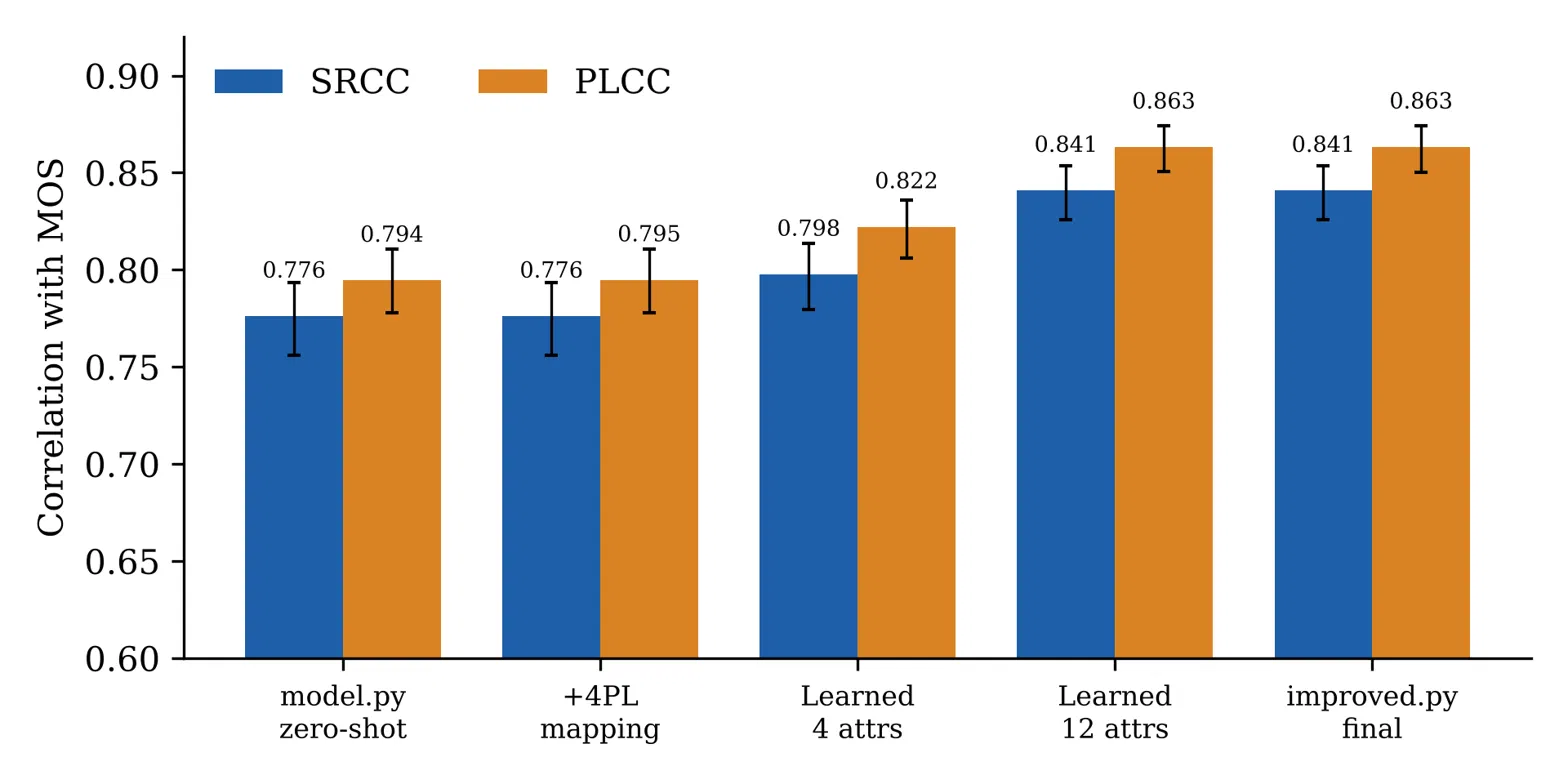 SRCC PLCC
Correlation with MOS
0.90
0.85
0.80
0.75
0.70
0.65
0.60
0.776 0.794 0.776 0.795 0.798 0.822 0.841 0.863 0.841 0.863
model.py
zero-shot
+4PL
mapping
Learned
4 attrs
Learned
12 attrs
improved.py
final